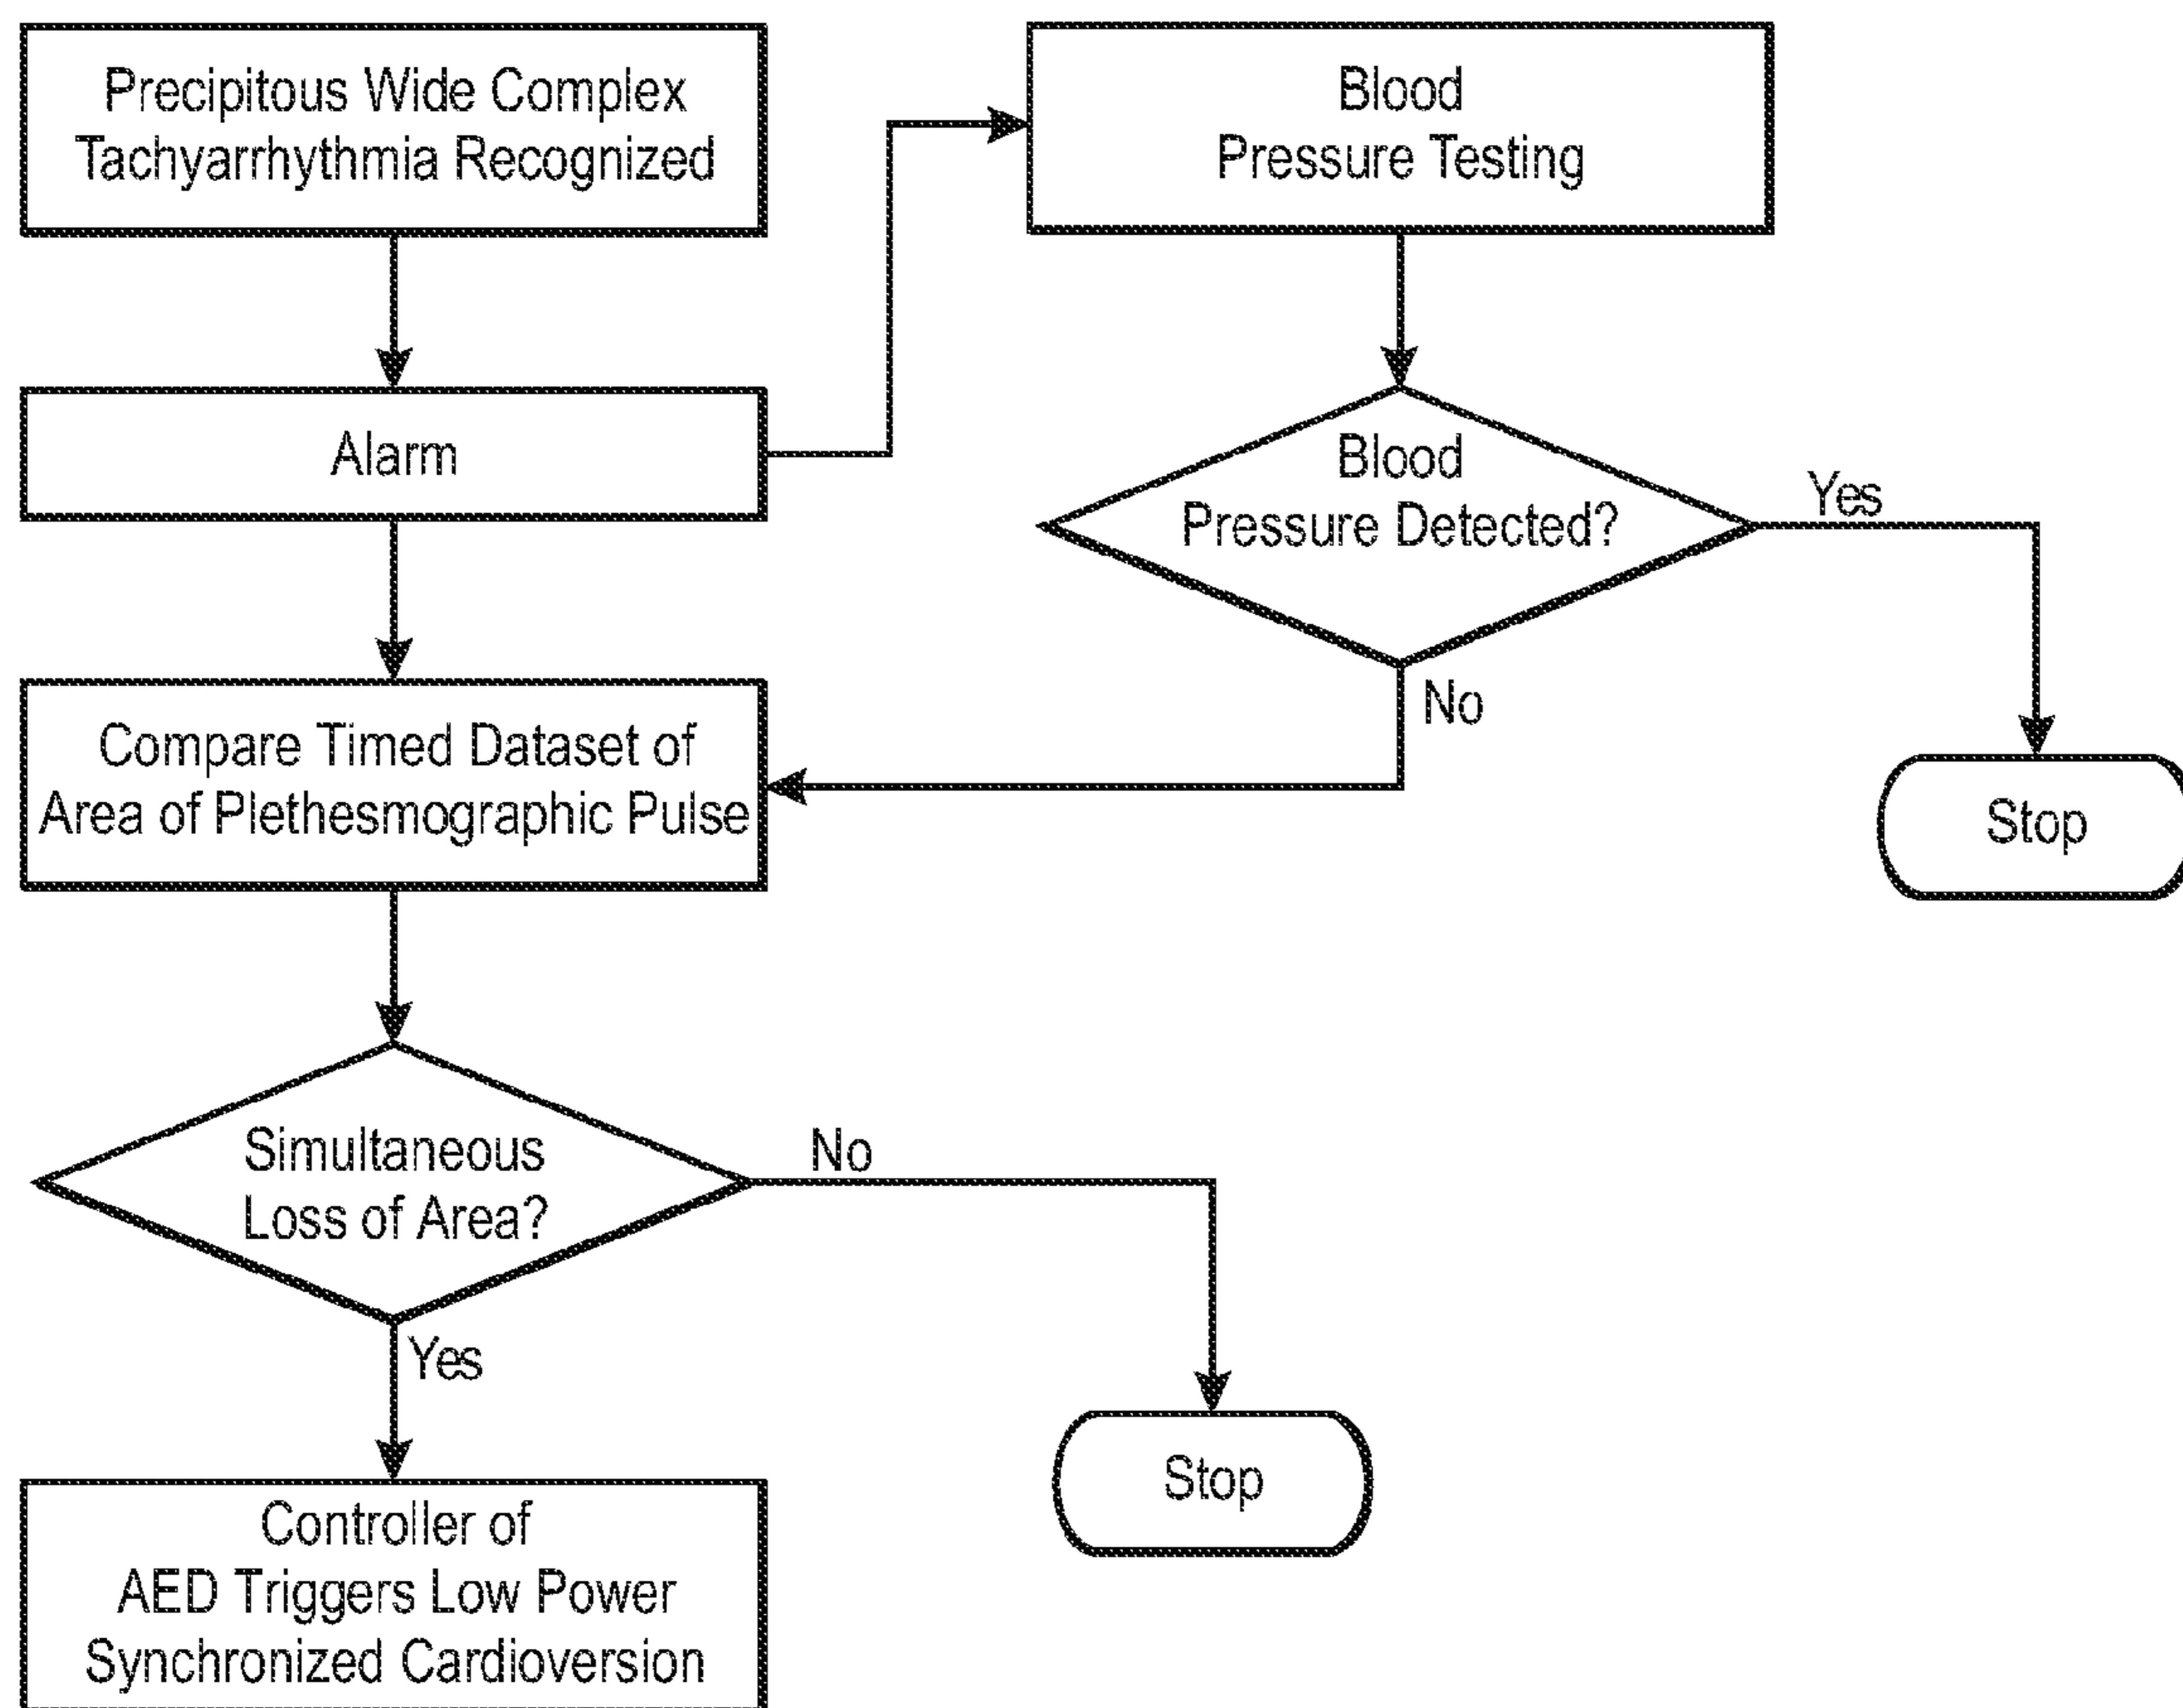 Precipitous Wide Complex
Tachyarrhythmia Recognized
Blood
Pressure Testing
Alarm
Blood
Pressure Detected?
Yes
No
Compare Timed Dataset of
Area of Plethesmographic Pulse
Stop
Simultaneous
Loss of Area?
No
Yes
Stop
Controller of
AED Triggers Low Power
Synchronized Cardioversion